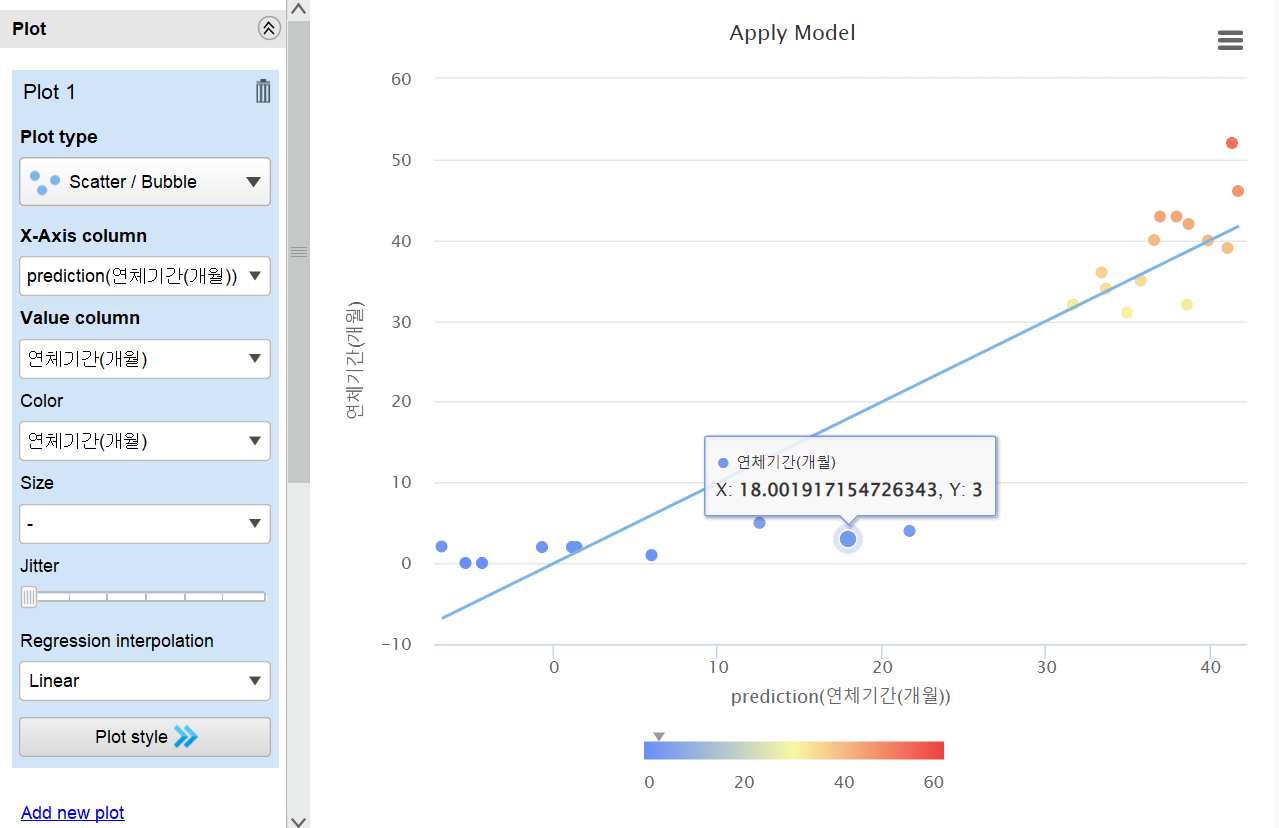 Plot
Plot 1
Plot type
Scatter / Bubble
X-Axis column
prediction(연체기간(개월))
Value column
연체기간(개월)
Color
연체기간(개월)
Size
-
Jitter
Regression interpolation
Linear
Plot style
Add new plot
Apply Model
60
50
40
30
20
10
0
-10
연체기간(개월)
연체기간(개월)
X: 18.001917154726343, Y: 3
0 10 20 30 40
prediction(연체기간(개월))
0 20 40 60